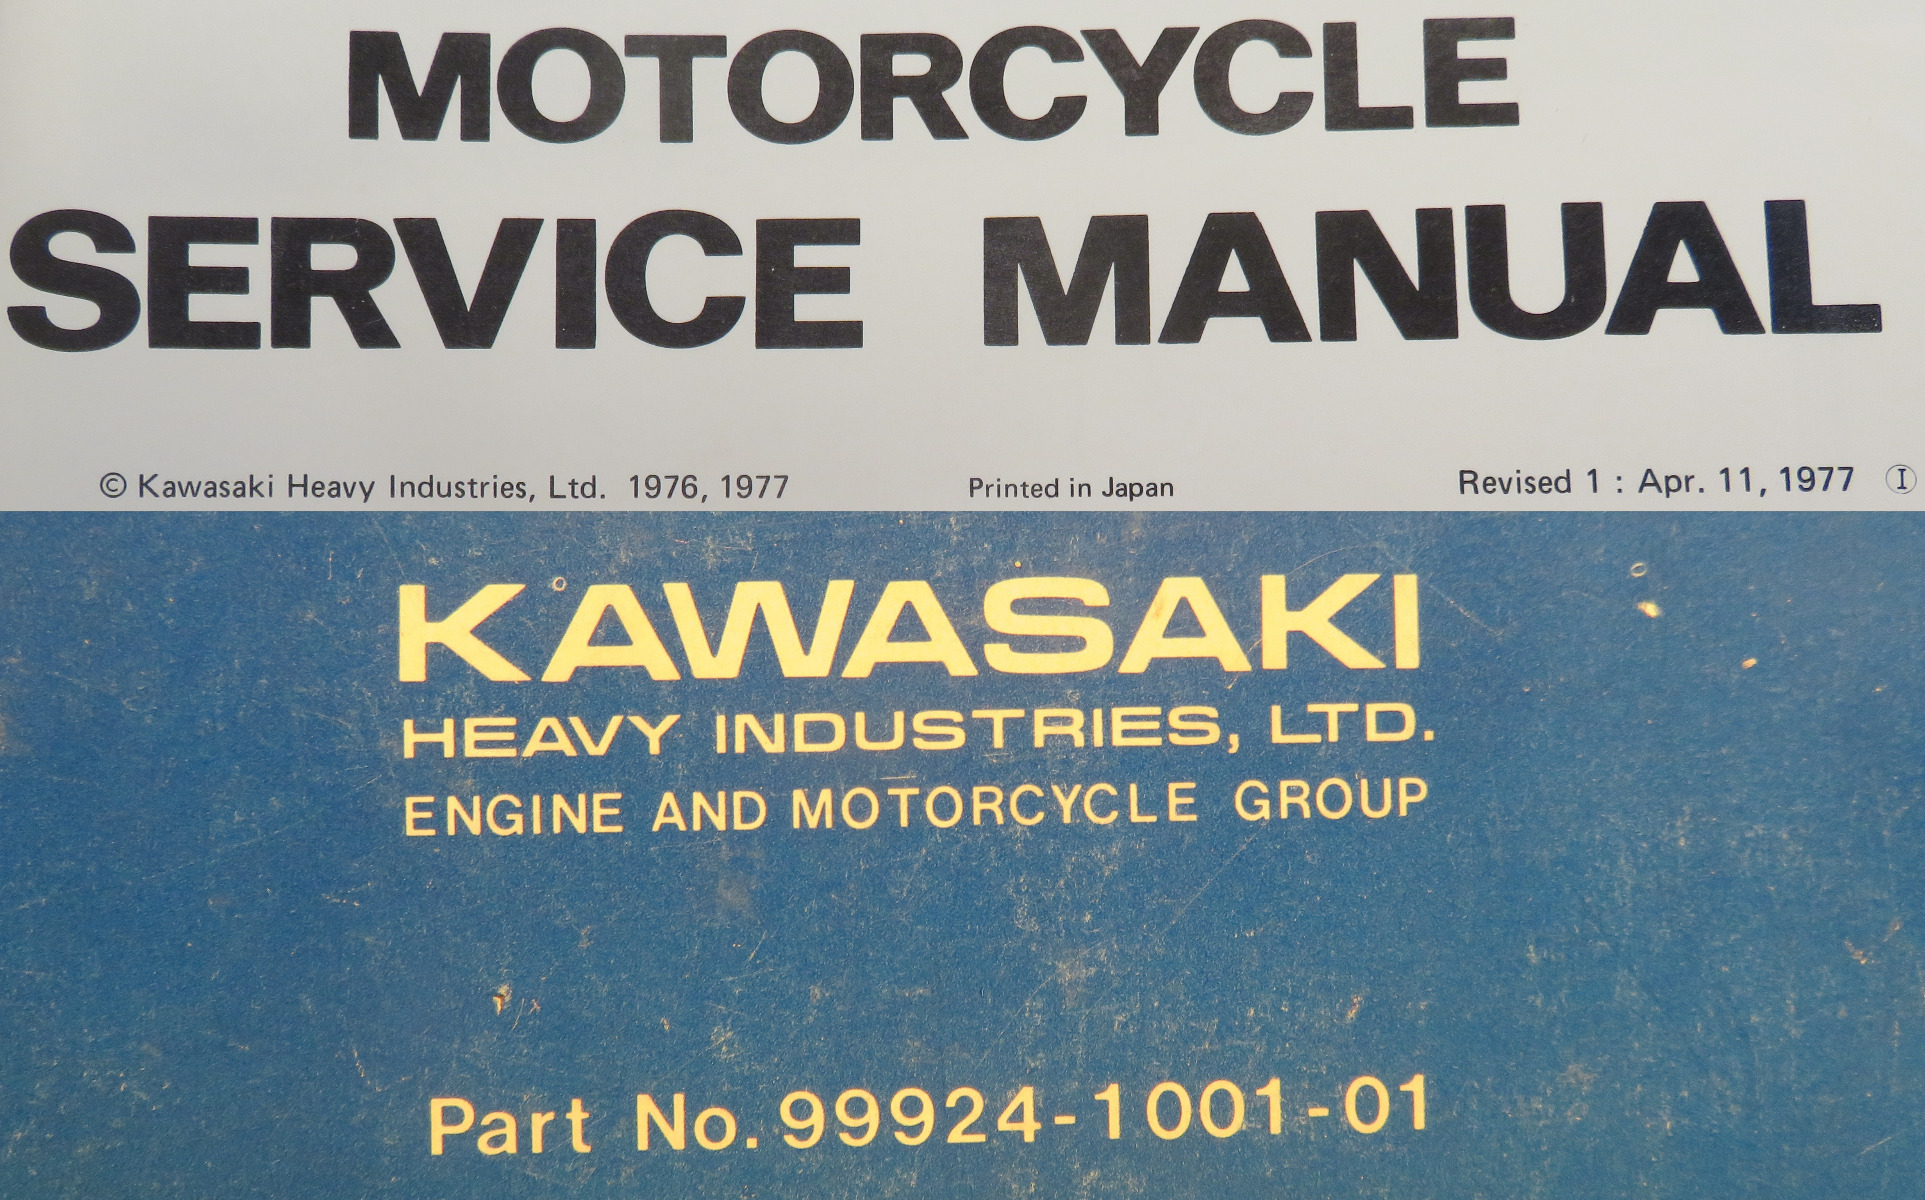 MOTORCYCLE
SERVICE MANUAL
© Kawasaki Heavy Industries, Ltd. 1976, 1977 Printed in Japan Revised 1 : Apr. 11, 1977 Ⓘ
KAWASAKI
HEAVY INDUSTRIES, LTD.
ENGINE AND MOTORCYCLE GROUP
Part No. 99924-1001-01